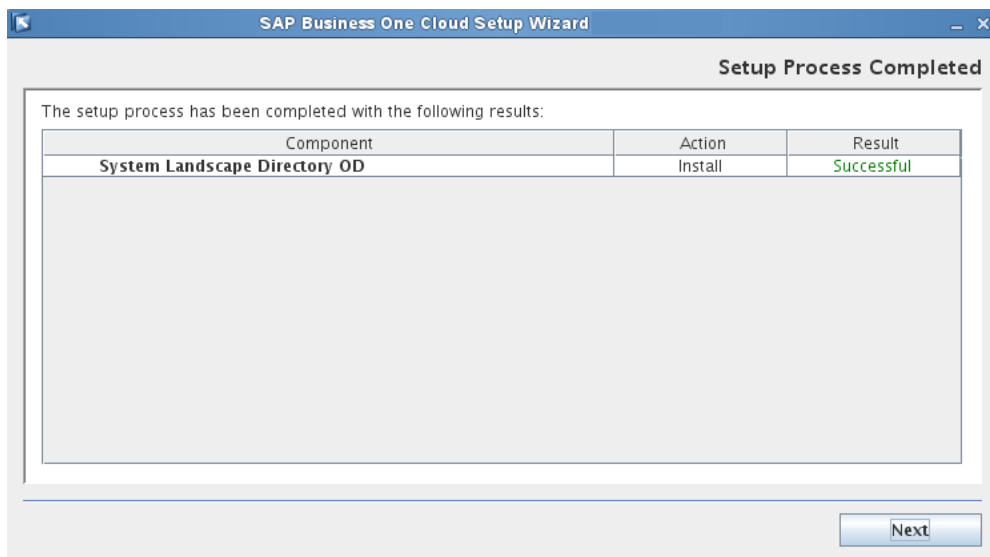 SAP Business One Cloud Setup Wizard
Setup Process Completed
The setup process has been completed with the following results:
Component Action Result
System Landscape Directory OD Install Successful
Next